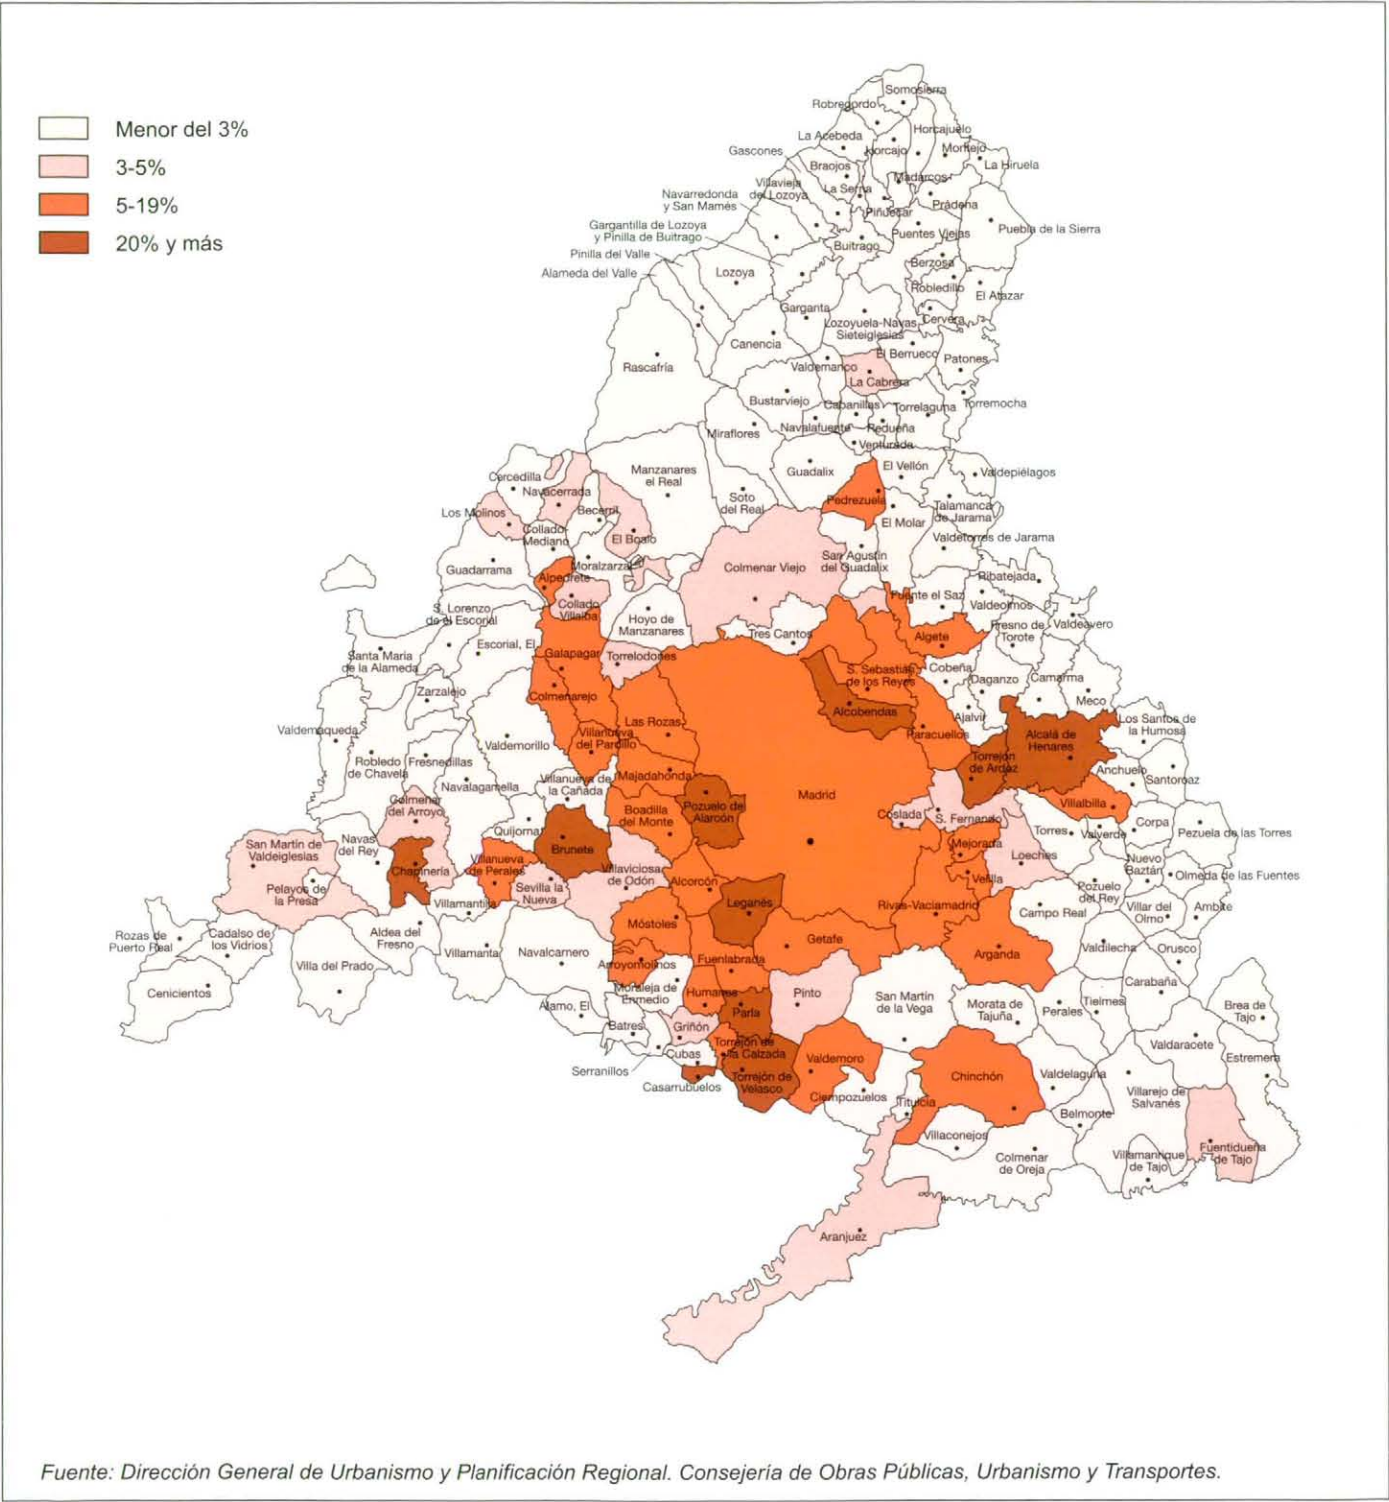 Menor del 3%
3-5%
5-19%
20% y más
Somosierra
Robregordo
La Acebeda
Horcajuelo
Horcajo
Montejo
La Hiruela
Gascones
Braojos
Madarcos
Villavieja
del Lozoya
La Serna
Prádena
Navarredonda
y San Mamés
Piñuécar
Puebla de la Sierra
Gargantilla de Lozoya
y Pinilla de Buitrago
Puentes Viejas
Buitrago
Pinilla del Valle
Alameda del Valle
Lozoya
Berzosa
Robledillo
El Atazar
Garganta
Lozoyuela-Navas
Sieteiglesias
Cervera
Canencia
El Berrueco
Patones
Rascafría
Valdemanco
La Cabrera
Bustarviejo
Cabanillas
Torrelaguna
Torremocha
Miraflores
Navalafuente
Redueña
Venturada
Guadalix
El Vellón
Valdepiélagos
Manzanares
el Real
Cercedilla
Navacerrada
Soto
del Real
Pedrezuela
Talamanca
de Jarama
Los Molinos
Becerril
El Molar
Collado-
Mediano
El Boalo
Valdetorres de Jarama
San Agustín
del Guadalix
Guadarrama
Moralzarzal
Colmenar Viejo
Alpedrete
Ribatejada
Fuente el Saz
Collado
Villalba
Valdeolmos
S. Lorenzo
de el Escorial
Hoyo de
Manzanares
Fresno de
Torote
Valdeavero
Tres Cantos
Algete
Escorial, El
Santa María
de la Alameda
Galapagar
Torrelodones
S. Sebastián
de los Reyes
Cobeña
Daganzo
Camarma
Zarzalejo
Colmenarejo
Meco
Alcobendas
Ajalvir
Los Santos de
la Humosa
Las Rozas
Valdemaqueda
Villanueva
del Pardillo
Paracuellos
Alcalá de
Henares
Valdemorillo
Robledo
de Chavela
Fresnedillas
Torrejón
de Ardoz
Anchuelo
Santorcaz
Navalagamella
Villanueva de
la Cañada
Majadahonda
Madrid
Villalbilla
Colmenar
del Arroyo
Boadilla
del Monte
Pozuelo de
Alarcón
Coslada
S. Fernando
Quijorna
Torres
Valverde
Corpa
Pezuela de las Torres
San Martín de
Valdeiglesias
Navas
del Rey
Brunete
Mejorada
Loeches
Nuevo
Baztán
Chapinería
Villanueva
de Perales
Villaviciosa
de Odón
Velilla
Olmeda de las Fuentes
Pelayos de
la Presa
Sevilla la
Nueva
Alcorcón
Pozuelo
del Rey
Villamantilla
Leganés
Rivas-Vaciamadrid
Campo Real
Villar del
Olmo
Ambite
Móstoles
Rozas de
Puerto Real
Cadalso de
los Vidrios
Aldea del
Fresno
Getafe
Valdilecha
Orusco
Villamanta
Navalcarnero
Arganda
Fuenlabrada
Villa del Prado
Arroyomolinos
Carabaña
Cenicientos
Moraleja de
Enmedio
Humanes
Pinto
San Martín
de la Vega
Morata de
Tajuña
Tielmes
Perales
Brea de
Tajo
Álamo, El
Parla
Batres
Griñón
Valdaracete
Torrejón de
la Calzada
Cubas
Valdemoro
Estremera
Serranillos
Casarrubuelos
Torrejón de
Velasco
Chinchón
Valdelaguna
Ciempozuelos
Titulcia
Villarejo de
Salvanés
Belmonte
Villaconejos
Colmenar
de Oreja
Villamanrique
de Tajo
Fuentidueña
de Tajo
Aranjuez
Fuente: Dirección General de Urbanismo y Planificación Regional. Consejería de Obras Públicas, Urbanismo y Transportes.